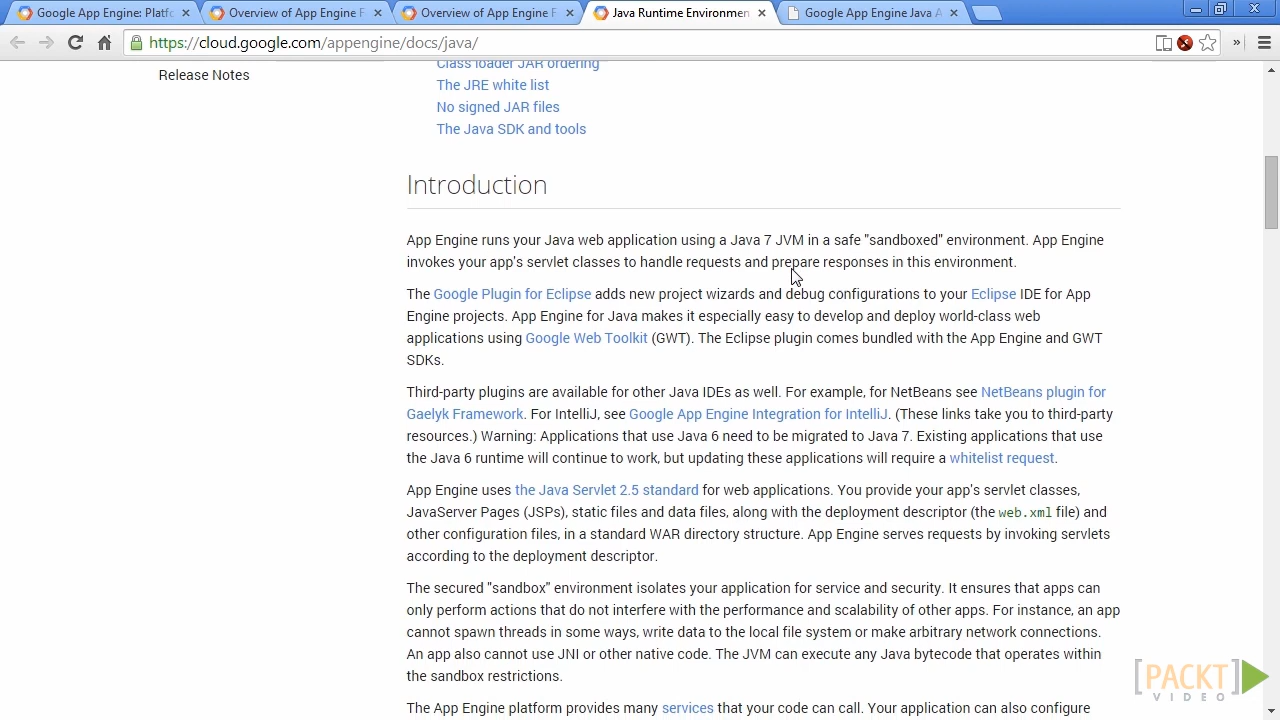 Google App Engine: Platfo
Overview of App Engine F
Overview of App Engine F
Java Runtime Environmen
Google App Engine Java A
https://cloud.google.com/appengine/docs/java/
Release Notes
Class loader JAR ordering
The JRE white list
No signed JAR files
The Java SDK and tools
Introduction
App Engine runs your Java web application using a Java 7 JVM in a safe "sandboxed" environment. App Engine
invokes your app's servlet classes to handle requests and prepare responses in this environment.
The Google Plugin for Eclipse adds new project wizards and debug configurations to your Eclipse IDE for App
Engine projects. App Engine for Java makes it especially easy to develop and deploy world-class web
applications using Google Web Toolkit (GWT). The Eclipse plugin comes bundled with the App Engine and GWT
SDKs.
Third-party plugins are available for other Java IDEs as well. For example, for NetBeans see NetBeans plugin for
Gaelyk Framework. For IntelliJ, see Google App Engine Integration for IntelliJ. (These links take you to third-party
resources.) Warning: Applications that use Java 6 need to be migrated to Java 7. Existing applications that use
the Java 6 runtime will continue to work, but updating these applications will require a whitelist request.
App Engine uses the Java Servlet 2.5 standard for web applications. You provide your app's servlet classes,
JavaServer Pages (JSPs), static files and data files, along with the deployment descriptor (the web.xml file) and
other configuration files, in a standard WAR directory structure. App Engine serves requests by invoking servlets
according to the deployment descriptor.
The secured "sandbox" environment isolates your application for service and security. It ensures that apps can
only perform actions that do not interfere with the performance and scalability of other apps. For instance, an app
cannot spawn threads in some ways, write data to the local file system or make arbitrary network connections.
An app also cannot use JNI or other native code. The JVM can execute any Java bytecode that operates within
the sandbox restrictions.
The App Engine platform provides many services that your code can call. Your application can also configure
[PACKT]
VIDEO